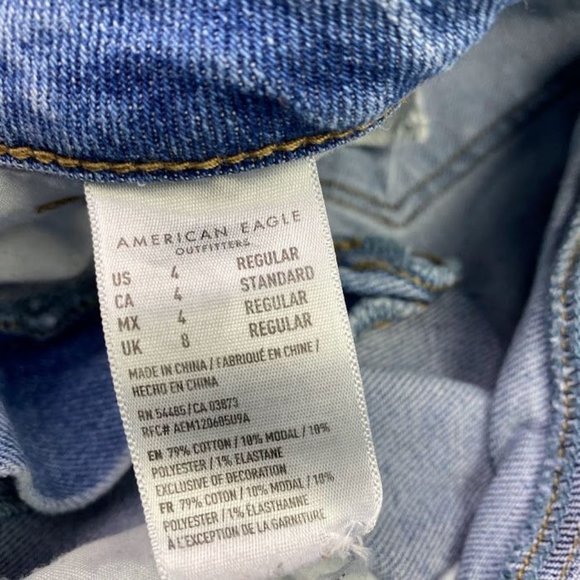 AMERICAN EAGLE
OUTFITTERS
US 4 REGULAR
CA 4 STANDARD
MX 4 REGULAR
UK 8 REGULAR
MADE IN CHINA / FABRIQUÉ EN CHINE /
HECHO EN CHINA
RN 54485 / CA 03873
RFC# AEM120605U9A
EN 79% COTTON / 10% MODAL / 10%
POLYESTER / 1% ELASTANE
EXCLUSIVE OF DECORATION
FR 79% COTON / 10% MODAL / 10%
POLYESTER / 1% ÉLASTHANNE
À L'EXCEPTION DE LA GARNITURE